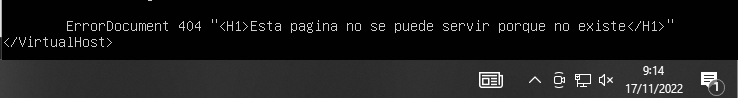 ErrorDocument 404 "<H1>Esta pagina no se puede servir porque no existe</H1>"
</VirtualHost>
9:14
17/11/2022
1